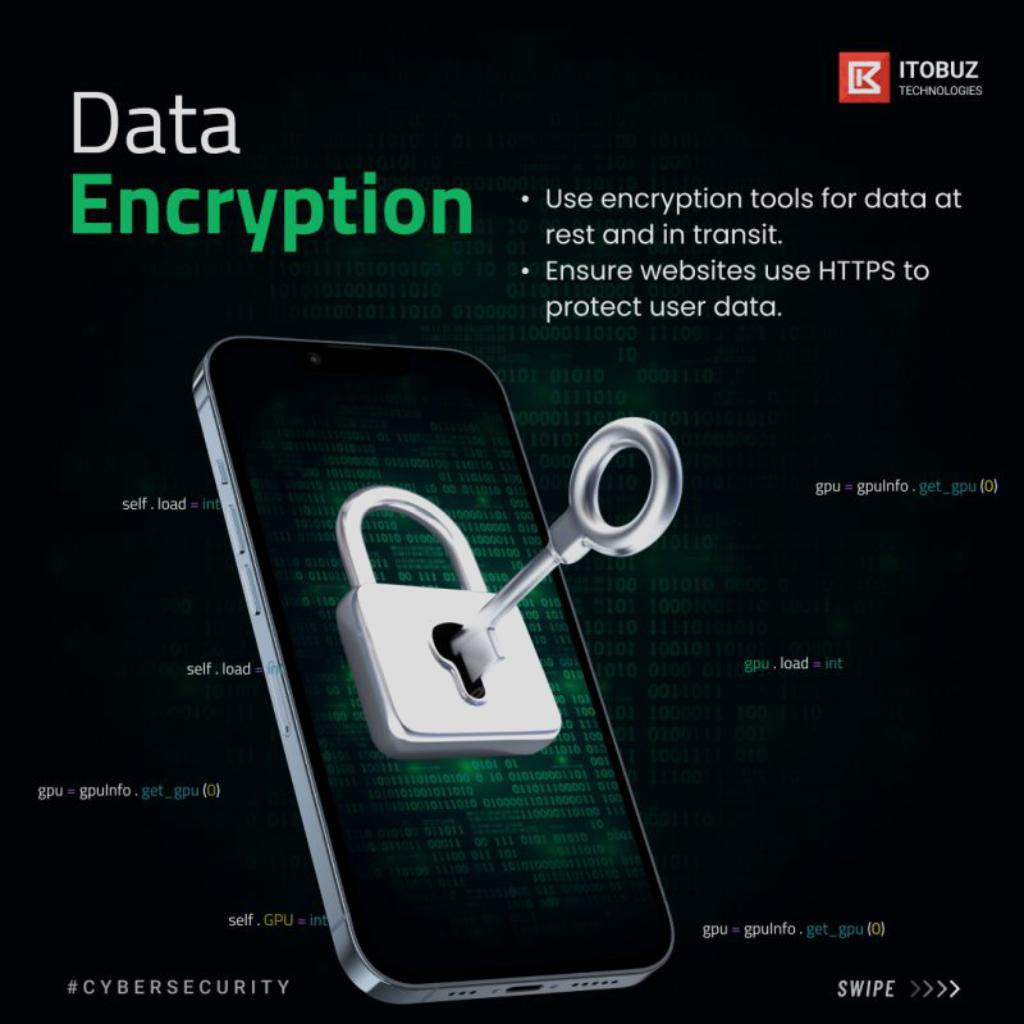 ITOBUZ
TECHNOLOGIES
Data
Encryption
• Use encryption tools for data at
rest and in transit.
• Ensure websites use HTTPS to
protect user data.
gpu = gpuInfo . get_gpu (0)
self . load = int
gpu . load = int
self . load = int
gpu = gpuInfo . get_gpu (0)
self . GPU = int
gpu = gpuInfo . get_gpu (0)
#CYBERSECURITY
SWIPE >>>>